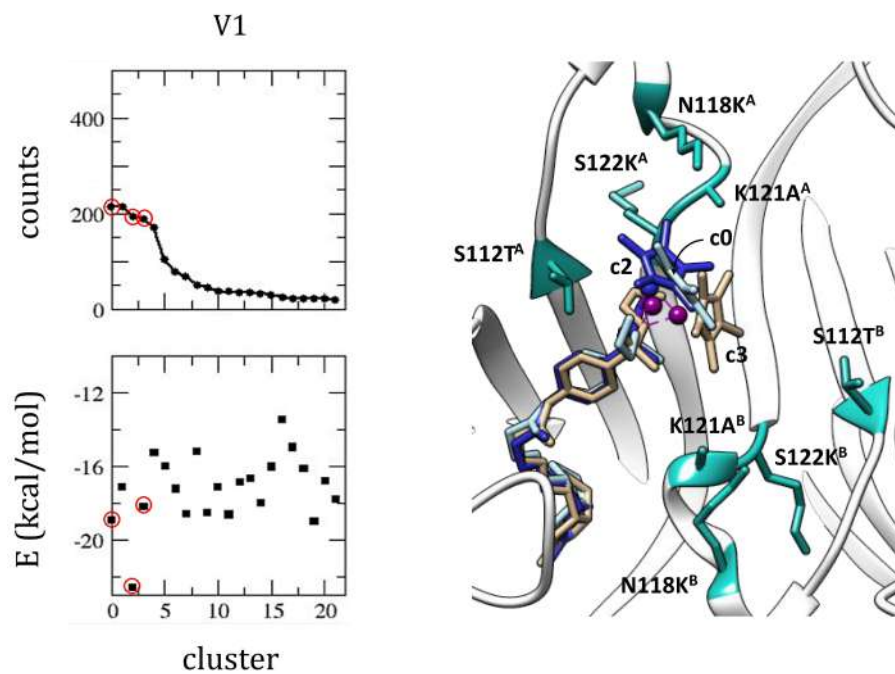 V1
counts
400
200
0
E (kcal/mol)
-12
-16
-20
0
5
10
15
20
cluster
N118Kᴬ
S122Kᴬ
K121Aᴬ
S112Tᴬ
c0
c2
c3
S112Tᴮ
K121Aᴮ
S122Kᴮ
N118Kᴮ